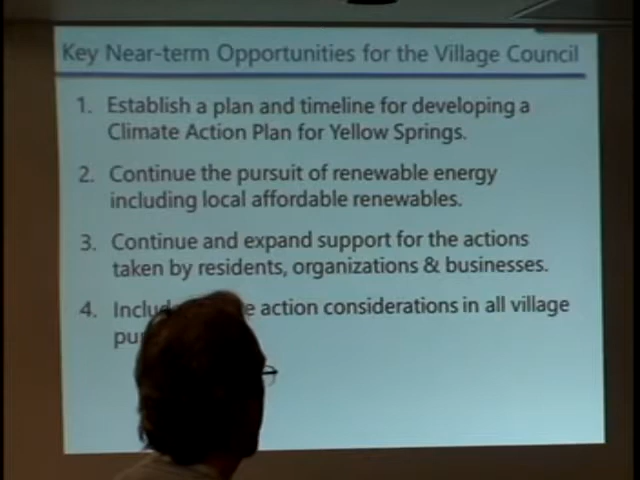 Key Near-term Opportunities for the Village Council
1. Establish a plan and timeline for developing a
Climate Action Plan for Yellow Springs.
2. Continue the pursuit of renewable energy
including local affordable renewables.
3. Continue and expand support for the actions
taken by residents, organizations & businesses.
4. action considerations in all village